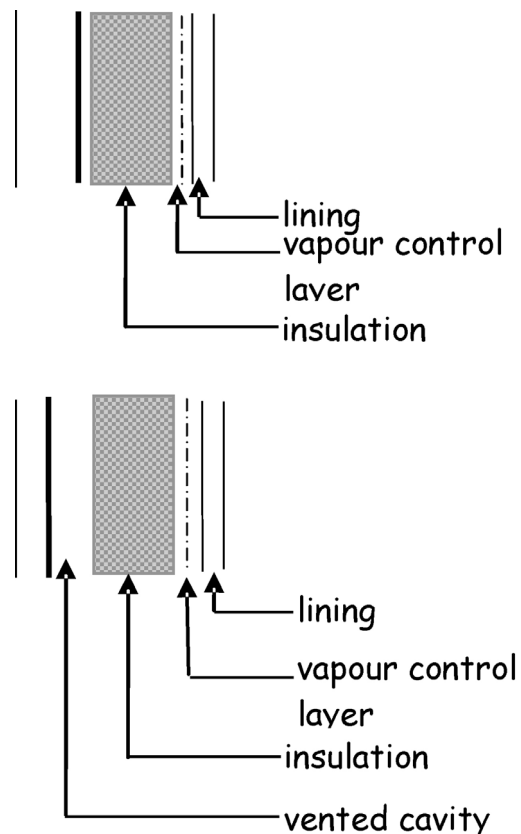 lining
vapour control
layer
insulation
lining
vapour control
layer
insulation
vented cavity